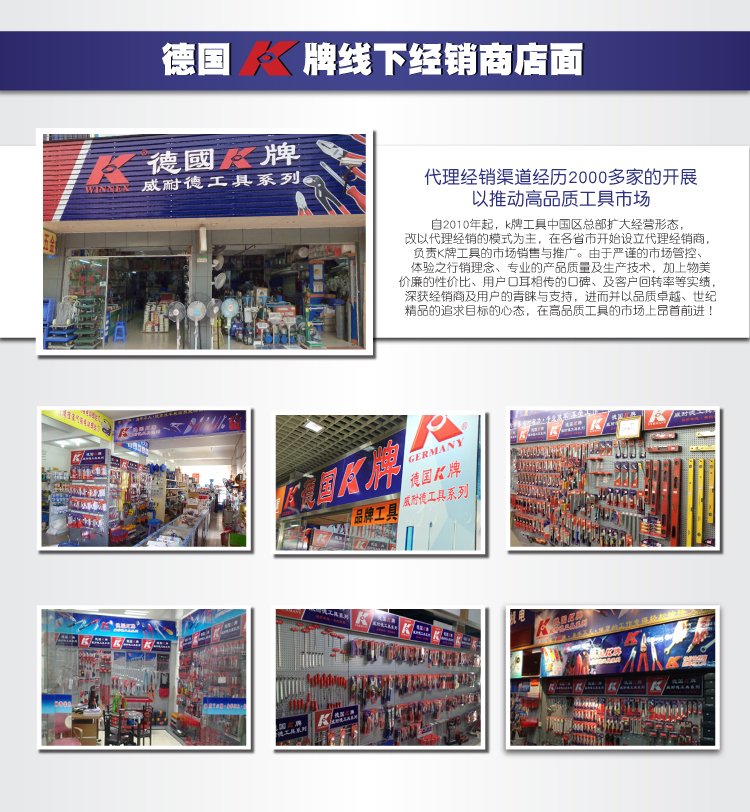 德国K牌线下经销商店面
K® 德國K牌
WINNEX
威耐德工具系列
五金
代理经销渠道经历2000多家的开展
以推动高品质工具市场
自2010年起，k牌工具中国区总部扩大经营形态，
改以代理经销的模式为主，在各省市开始设立代理经销商，
负责K牌工具的市场销售与推广。由于严谨的市场管控、
体验之行销理念、专业的产品质量及生产技术，加上物美
价廉的性价比、用户口耳相传的口碑、及客户回转率等实绩，
深获经销商及用户的青睐与支持，进而并以品质卓越、世纪
精品的追求目标的心态，在高品质工具的市场上昂首前进！
德国K牌
品牌工具
K®
GERMANY
德国K牌
威耐德工具系列
德国K牌
机电